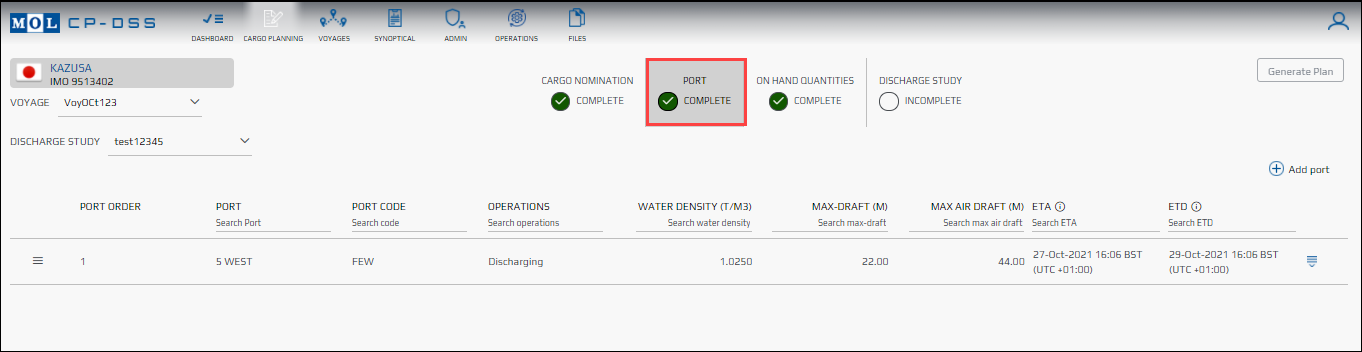 MOL CP-DSS
DASHBOARD CARGO PLANNING VOYAGES SYNOPTICAL ADMIN OPERATIONS FILES
KAZUSA
IMO 9513402
CARGO NOMINATION PORT ON HAND QUANTITIES DISCHARGE STUDY
COMPLETE COMPLETE COMPLETE INCOMPLETE
Generate Plan
VOYAGE VoyOCt123
DISCHARGE STUDY test12345
Add port
PORT ORDER PORT PORT CODE OPERATIONS WATER DENSITY (T/M3) MAX-DRAFT (M) MAX AIR DRAFT (M) ETA ETD
Search Port Search code Search operations Search water density Search max-draft Search max air draft Search ETA Search ETD
1 5 WEST FEW Discharging 1.0250 22.00 44.00 27-Oct-2021 16:06 BST 29-Oct-2021 16:06 BST
(UTC +01:00) (UTC +01:00)